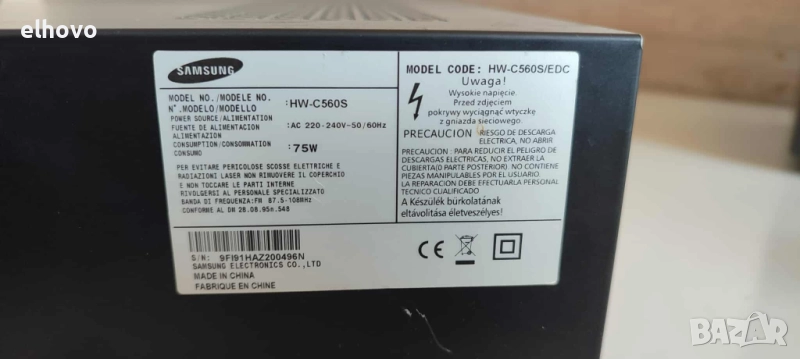 elhovo
SAMSUNG
MODEL NO./MODELE NO.
N°.MODELO/MODELLO
:HW-C560S
POWER SOURCE/ALIMENTATION
FUENTE DE ALIMENTACION
ALIMENTAZION
:AC 220-240V~50/60Hz
CONSUMPTION/CONSOMMATION
CONSUMO
:75W
PER EVITARE PERICOLOSE SCOSSE ELETTRICHE E
RADIAZIONI LASER NON RIMUOVERE IL COPERCHIO
E NON TOCCARE LE PARTI INTERNE
RIVOLGERSI AL PERSONALE SPECIALIZZATO
BANDA DI FREQUENZA:FM 87.5-108MHz
CONFORME AL DM 28.08.95n.548
S/N: 9FI91HAZ200496N
SAMSUNG ELECTRONICS CO.,LTD
MADE IN CHINA
FABRIQUE EN CHINE
MODEL CODE: HW-C560S/EDC
Uwaga!
Wysokie napięcie.
Przed zdjęciem
pokrywy wyciągnąć wtyczkę
z gniazda sieciowego.
PRECAUCION :RIESGO DE DESCARGA
ELECTRICA, NO ABRIR
PRECAUCION : PARA REDUCIR EL PELIGRO DE
DESCARGAS ELECTRICAS, NO EXTRAER LA
CUBIERTA(O PARTE POSTERIOR) NO CONTIENE
PIEZAS MANIPULABLES POR EL USUARIO.
LA REPARACION DEBE EFECTUARLA PERSONAL
TECNICO CUALIFICADO
A Készülék búrkolatának
eltávolítása életveszélyes!
CE
BAZAR